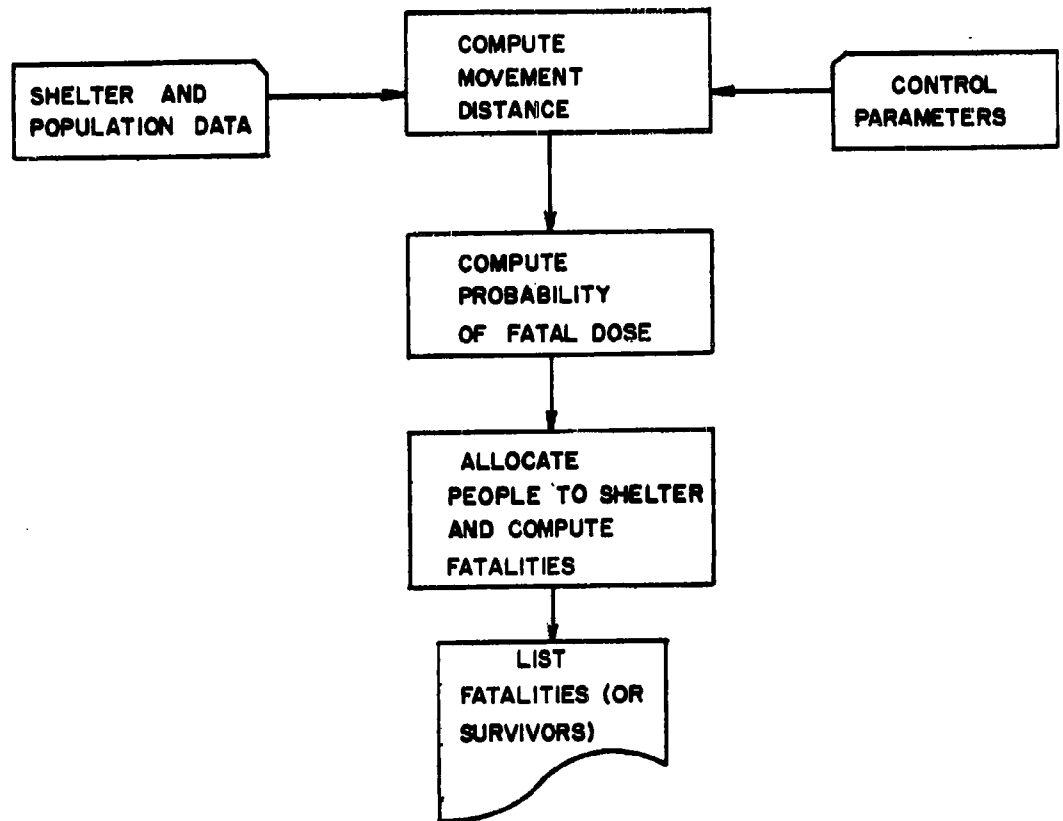 COMPUTE
MOVEMENT
DISTANCE
SHELTER AND
POPULATION DATA
CONTROL
PARAMETERS
COMPUTE
PROBABILITY
OF FATAL DOSE
ALLOCATE
PEOPLE TO SHELTER
AND COMPUTE
FATALITIES
LIST
FATALITIES (OR
SURVIVORS)